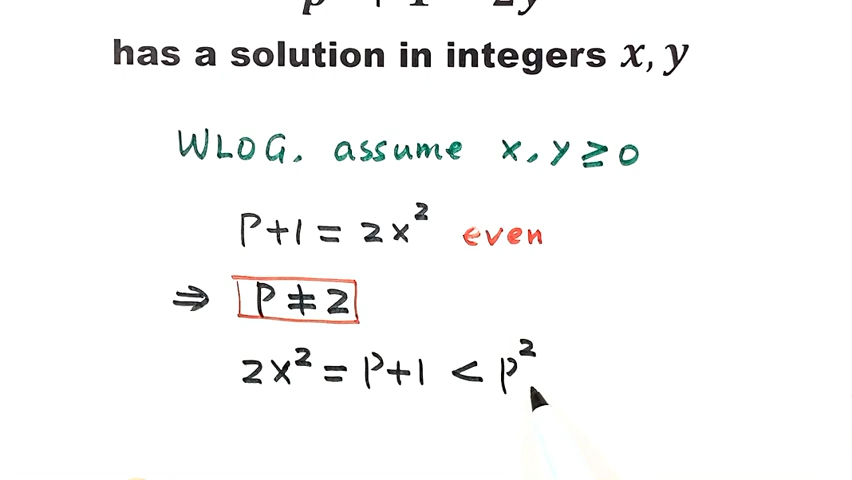 has a solution in integers x, y
WLOG, assume x, y ≥ 0
P+1 = 2x² even
⇒ P ≠ 2
2x² = P+1 < P²